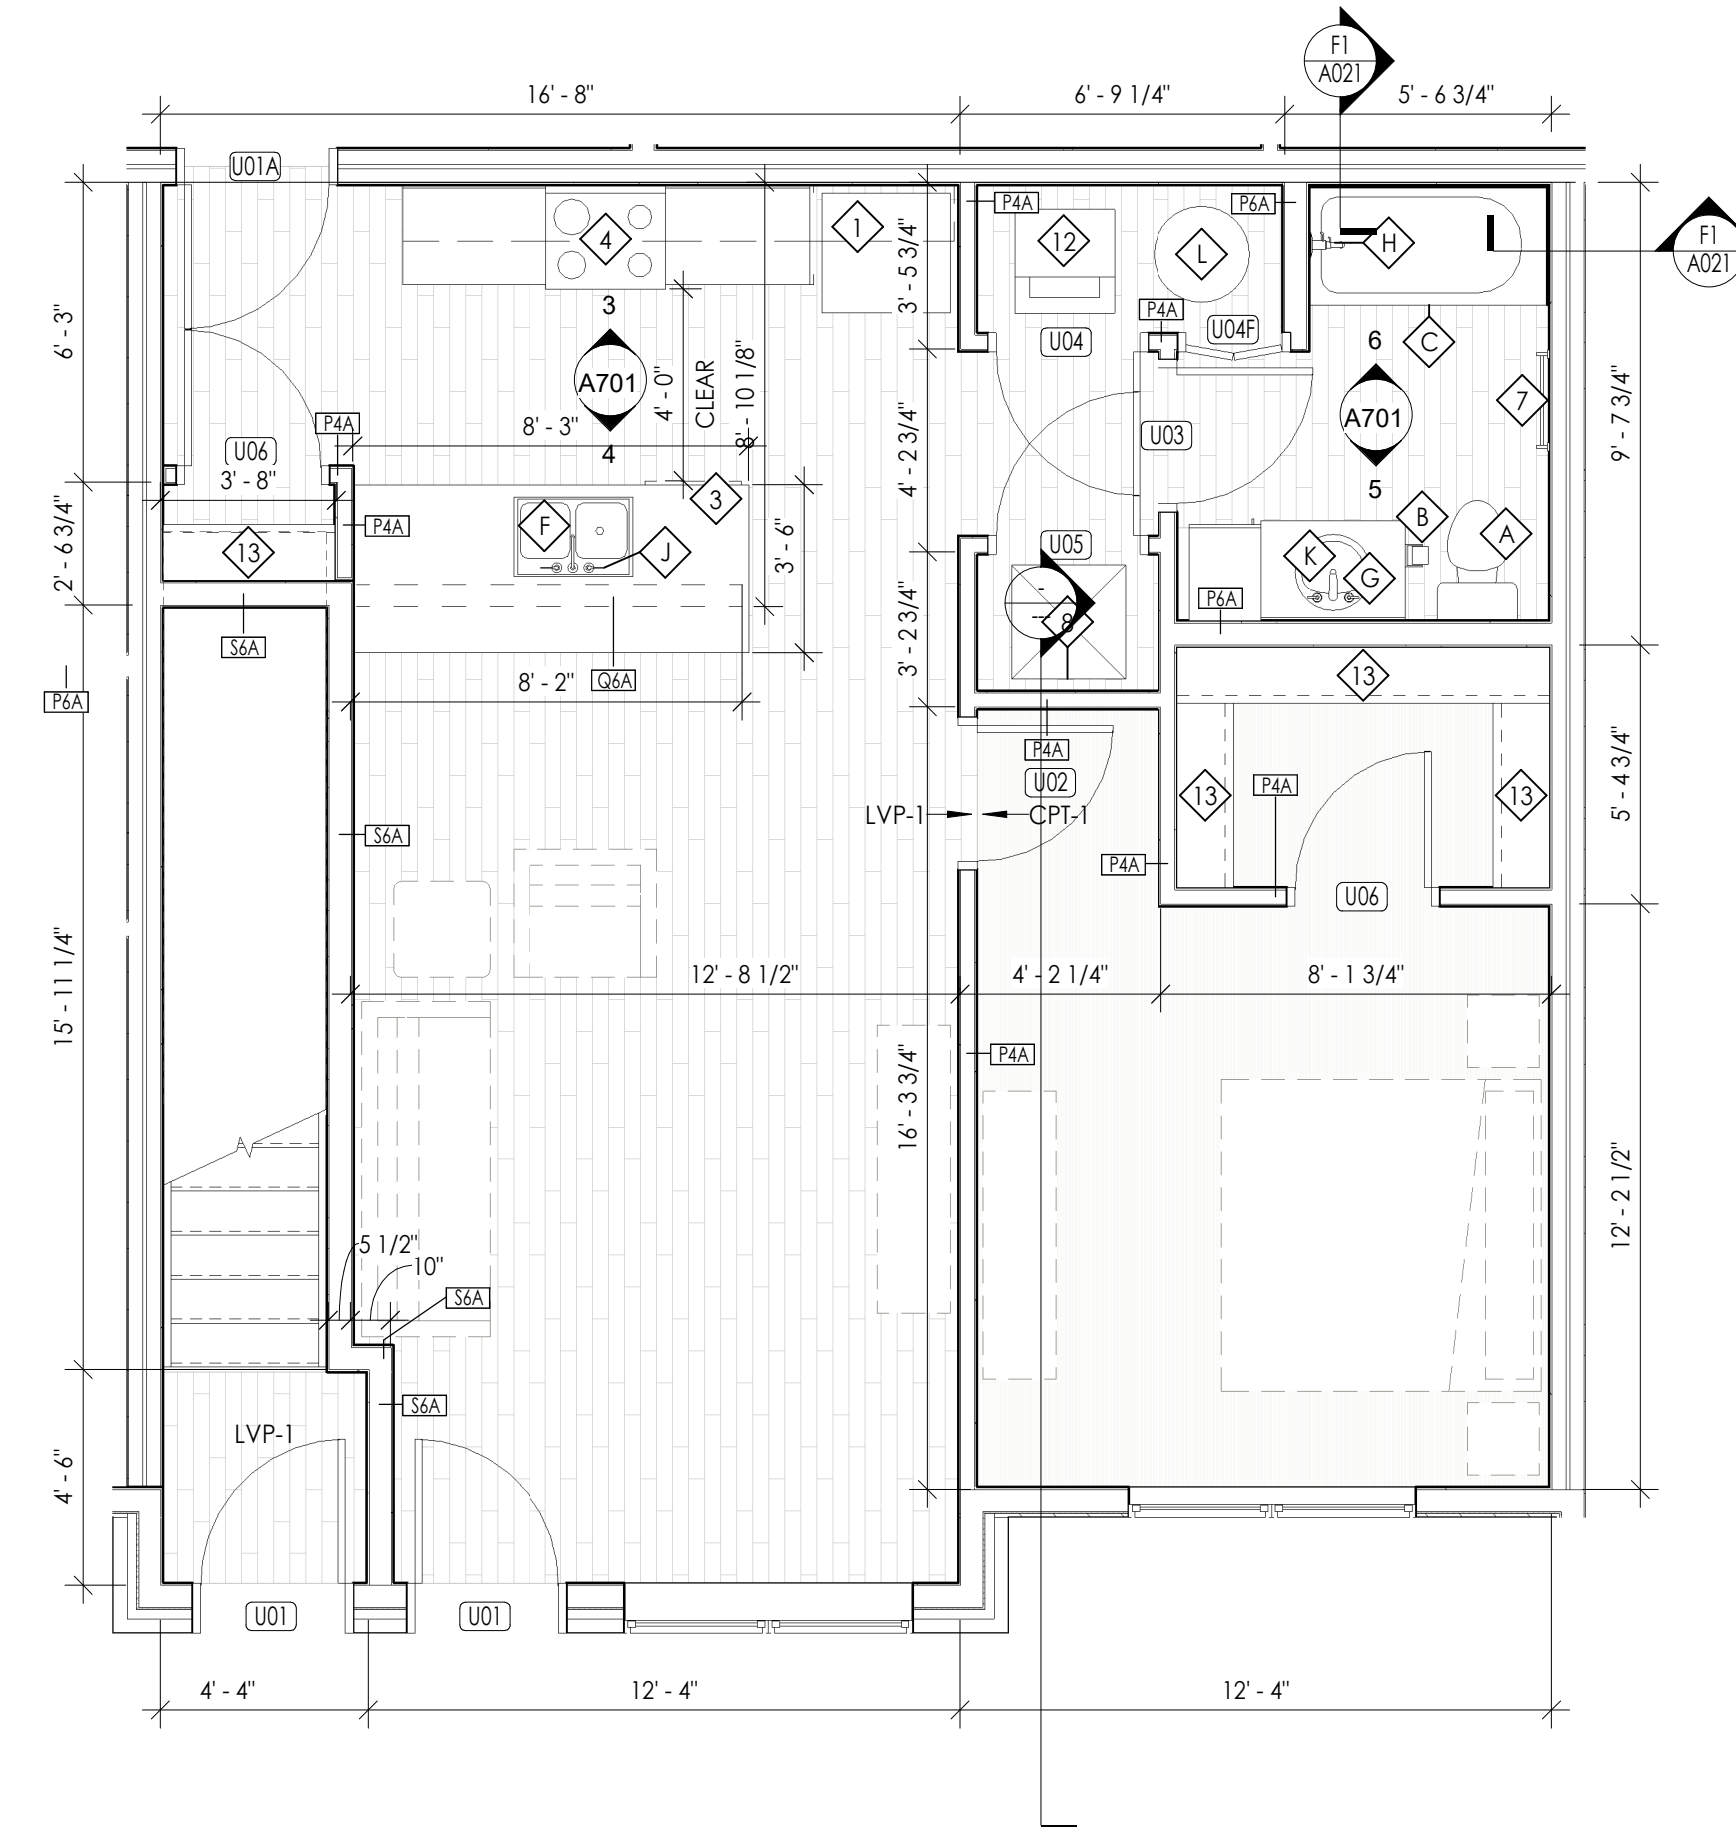 F1
A021
16' - 8"
6' - 9 1/4"
5' - 6 3/4"
U01A
P4A
P6A
F1
A021
1
4
12
L
H
3' - 5 3/4"
6' - 3"
3
P4A
U04F
U04
C
6
A701
4' - 0"
CLEAR
8' - 10 1/8"
A701
7
9' - 7 3/4"
P4A
8' - 3"
4
U06
3' - 8"
U03
4' - 2 3/4"
5
3
B
A
F
J
P4A
13
2' - 6 3/4"
3' - 6"
U05
K
G
-
---
8
P6A
S6A
Q6A
8' - 2"
3' - 2 3/4"
13
P6A
P4A
U02
13
13
P4A
5' - 4 3/4"
LVP-1
CPT-1
S6A
P4A
U06
15' - 11 1/4"
12' - 8 1/2"
4' - 2 1/4"
8' - 1 3/4"
P4A
16' - 3 3/4"
12' - 2 1/2"
5 1/2"
10"
S6A
S6A
LVP-1
4' - 6"
U01
U01
4' - 4"
12' - 4"
12' - 4"